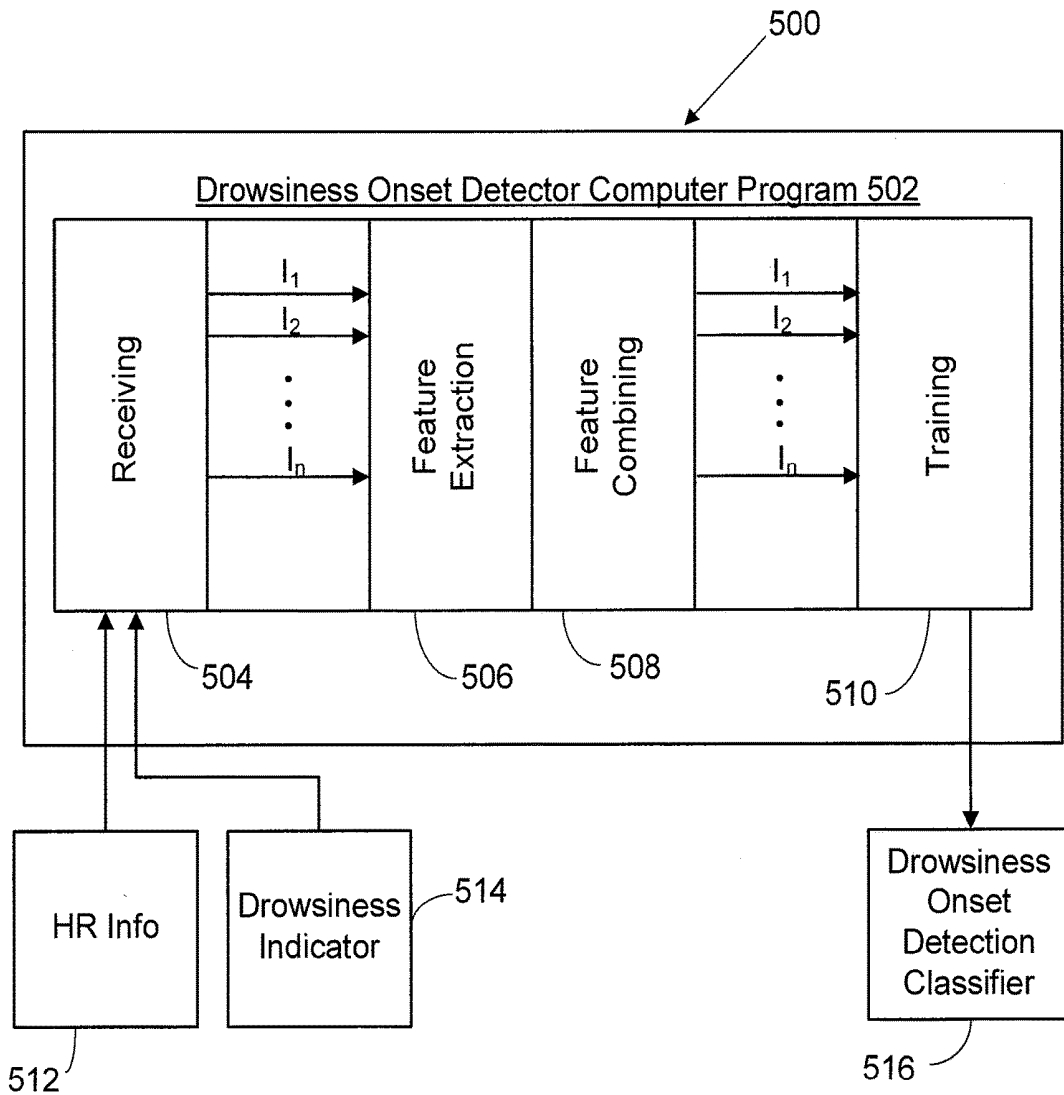 500
Drowsiness Onset Detector Computer Program 502
Receiving
I1
I2
In
Feature
Extraction
Feature
Combining
I1
I2
In
Training
504
506
508
510
HR Info
Drowsiness
Indicator
514
Drowsiness
Onset
Detection
Classifier
512
516